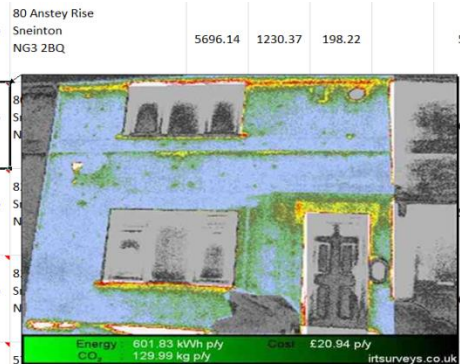 80 Anstey Rise
Sneinton
NG3 2BQ
5696.14 1230.37 198.22
Energy : 601.83 kWh p/y Cost : £20.94 p/y
CO₂ : 129.99 kg p/y irtsurveys.co.uk